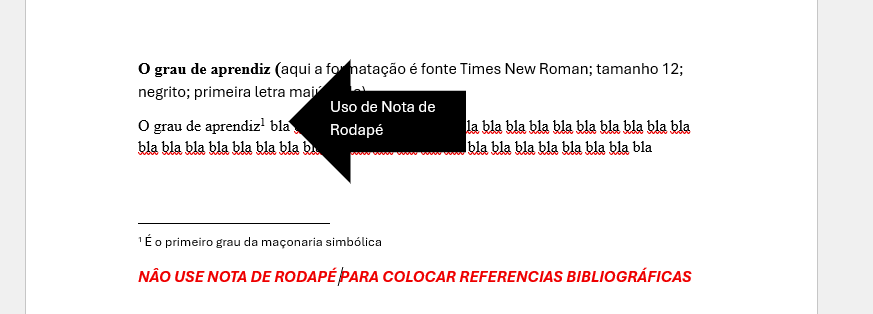 O grau de aprendiz (aqui a formatação é fonte Times New Roman; tamanho 12;
negrito; primeira letra maiúscula)
Uso de Nota de
Rodapé
O grau de aprendiz¹ bla bla bla bla bla bla bla bla bla bla
bla bla bla bla bla bla bla bla bla bla bla bla bla bla bla bla
¹ É o primeiro grau da maçonaria simbólica
NÂO USE NOTA DE RODAPÉ PARA COLOCAR REFERENCIAS BIBLIOGRÁFICAS